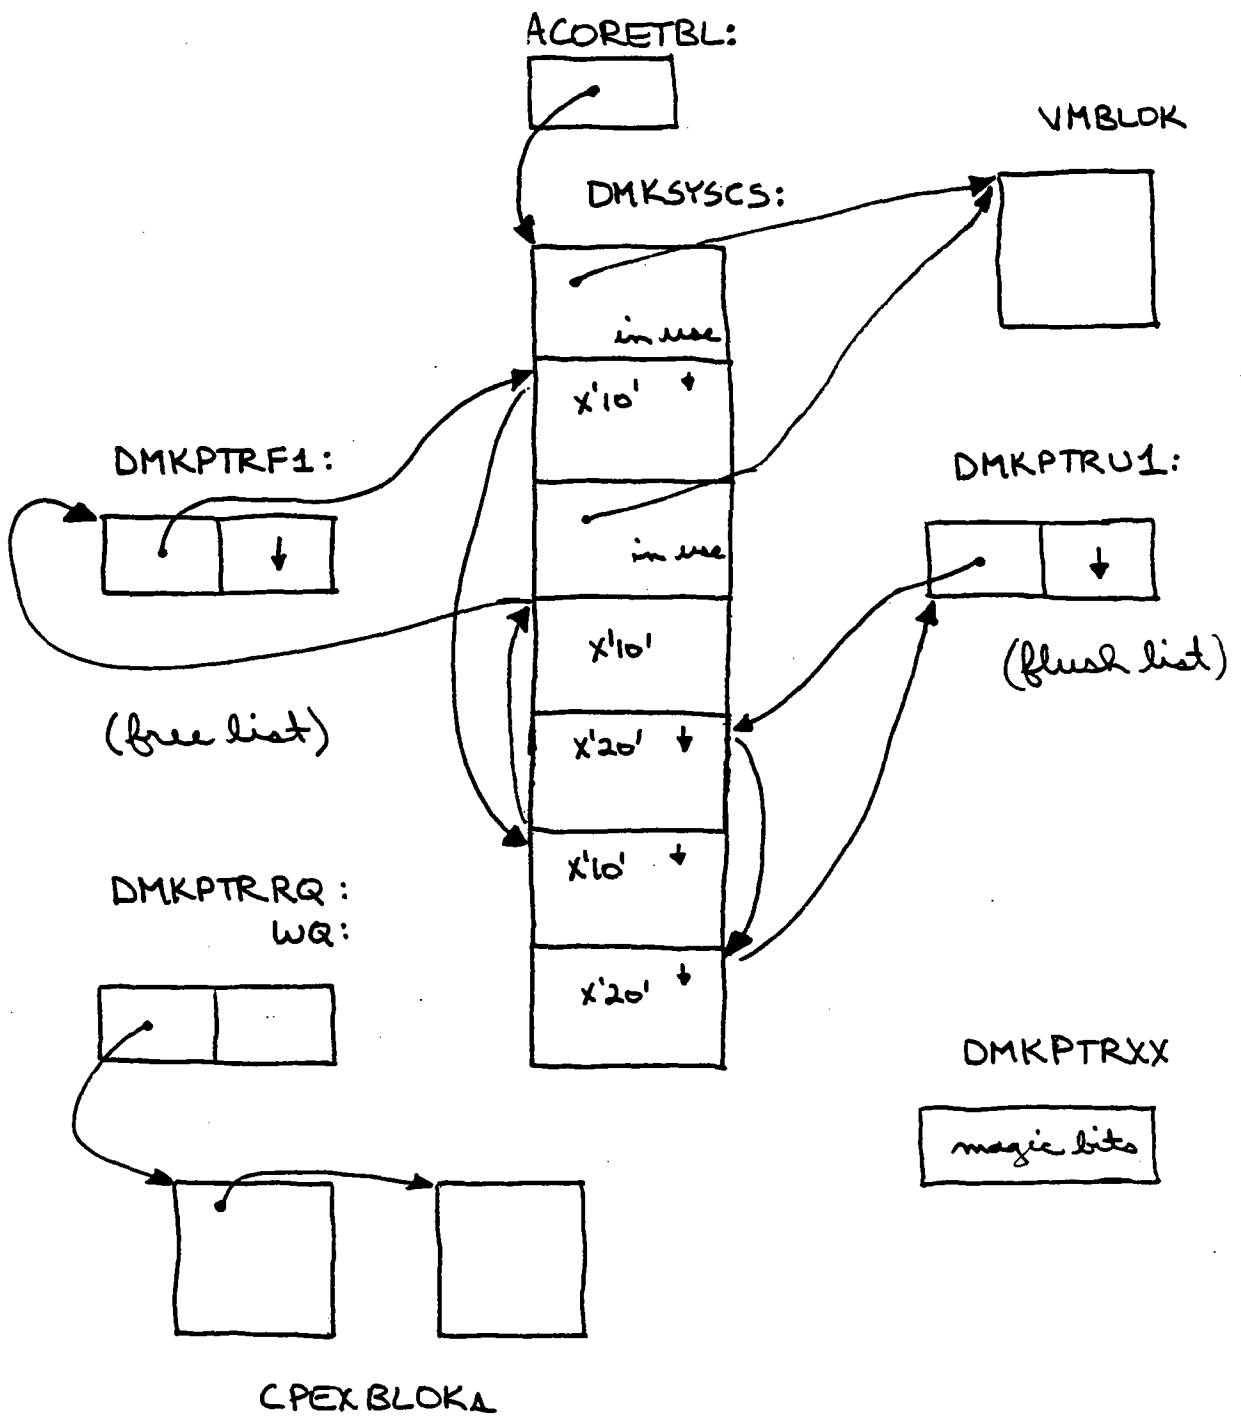 ACORETBL:
VMBLOK
DMKSYSCS:
in use
X'10' ↓
DMKPTRF1:
DMKPTRU1:
in use
↓
↓
X'10'
(flush list)
(free list)
X'20' ↓
X'10' ↓
DMKPTRRQ:
WQ:
X'20' ↓
DMKPTRXX
magic bits
CPEXBLOKs